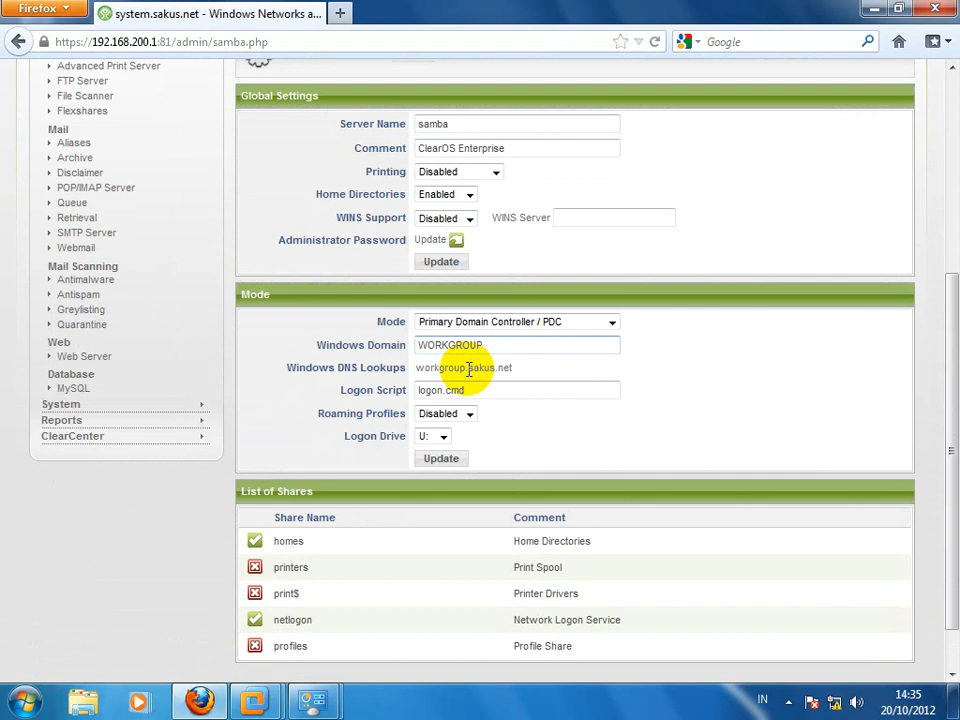 Firefox
system.sakus.net - Windows Networks a...
https://192.168.200.1:81/admin/samba.php
Google
Advanced Print Server
FTP Server
File Scanner
Flexshares
Mail
Aliases
Archive
Disclaimer
POP/IMAP Server
Queue
Retrieval
SMTP Server
Webmail
Mail Scanning
Antimalware
Antispam
Greylisting
Quarantine
Web
Web Server
Database
MySQL
System
Reports
ClearCenter
Global Settings
Server Name samba
Comment ClearOS Enterprise
Printing Disabled
Home Directories Enabled
WINS Support Disabled WINS Server
Administrator Password Update
Update
Mode
Mode Primary Domain Controller / PDC
Windows Domain WORKGROUP
Windows DNS Lookups workgroup.sakus.net
Logon Script logon.cmd
Roaming Profiles Disabled
Logon Drive U:
Update
List of Shares
Share Name Comment
homes Home Directories
printers Print Spool
print$ Printer Drivers
netlogon Network Logon Service
profiles Profile Share
IN
14:35
20/10/2012